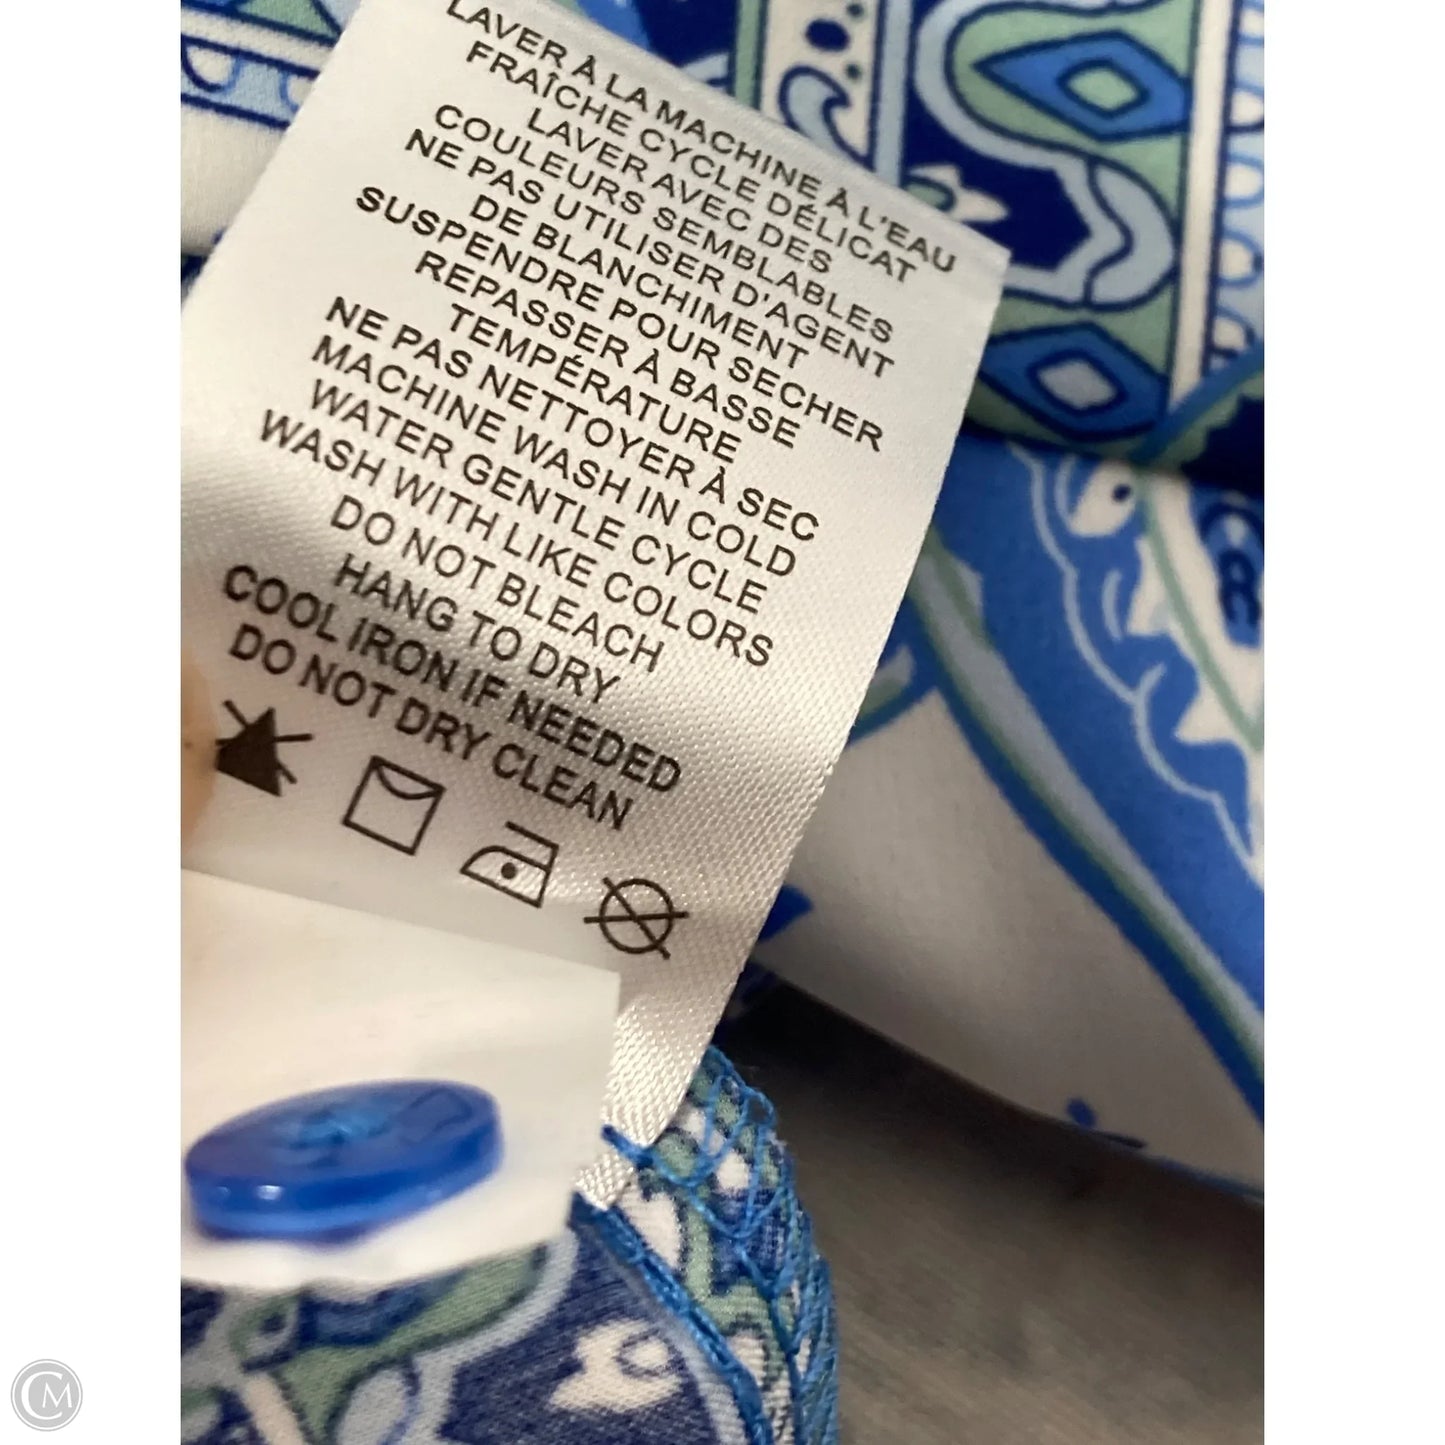 LAVER À LA MACHINE À L'EAU
FRAÎCHE CYCLE DÉLICAT
LAVER AVEC DES
COULEURS SEMBLABLES
NE PAS UTILISER D'AGENT
DE BLANCHIMENT
SUSPENDRE POUR SECHER
REPASSER À BASSE
TEMPÉRATURE
NE PAS NETTOYER À SEC
MACHINE WASH IN COLD
WATER GENTLE CYCLE
WASH WITH LIKE COLORS
DO NOT BLEACH
HANG TO DRY
COOL IRON IF NEEDED
DO NOT DRY CLEAN
CM